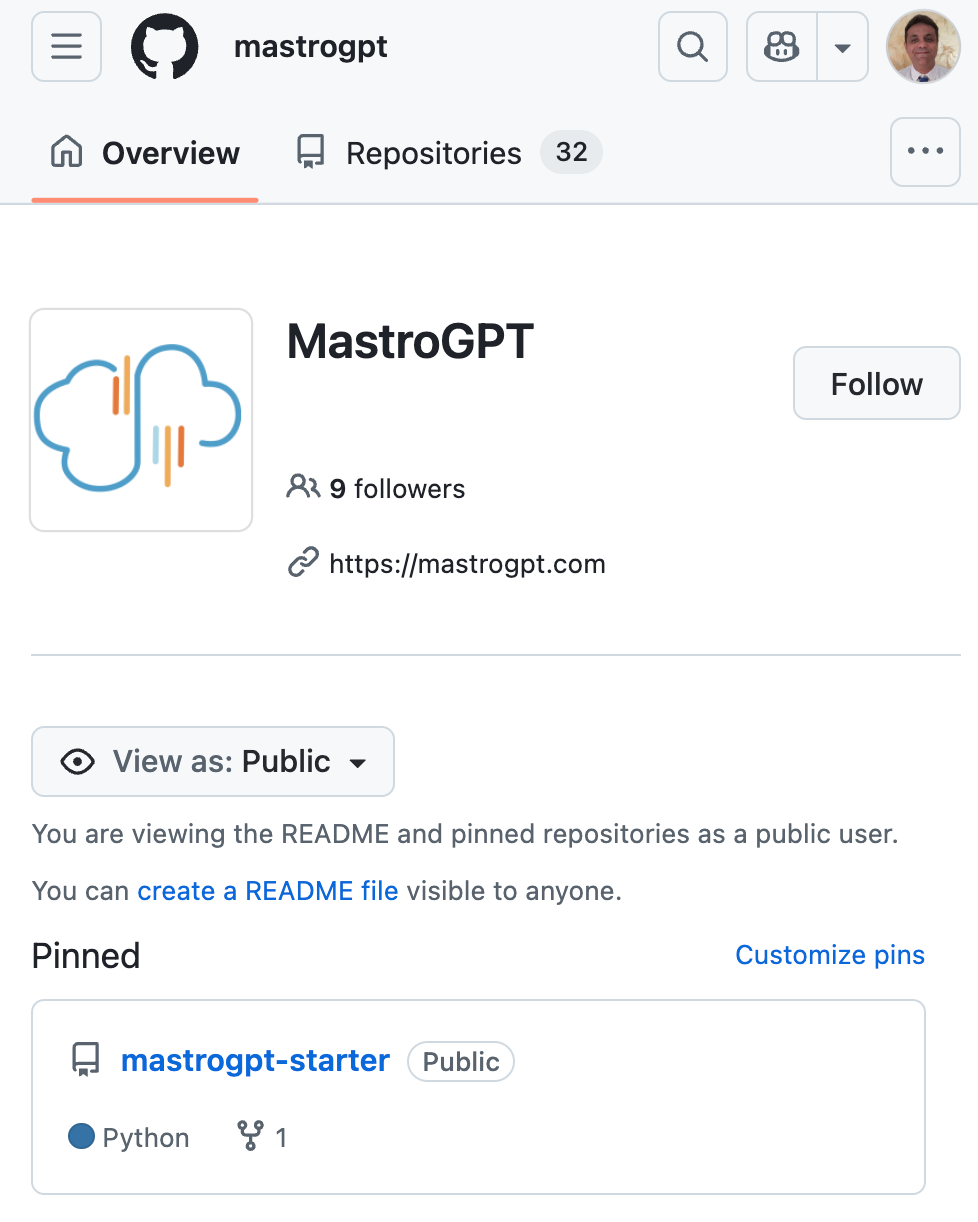 mastrogpt
Overview Repositories 32
MastroGPT
Follow
9 followers
https://mastrogpt.com
View as: Public
You are viewing the README and pinned repositories as a public user.
You can create a README file visible to anyone.
Pinned Customize pins
mastrogpt-starter Public
Python 1